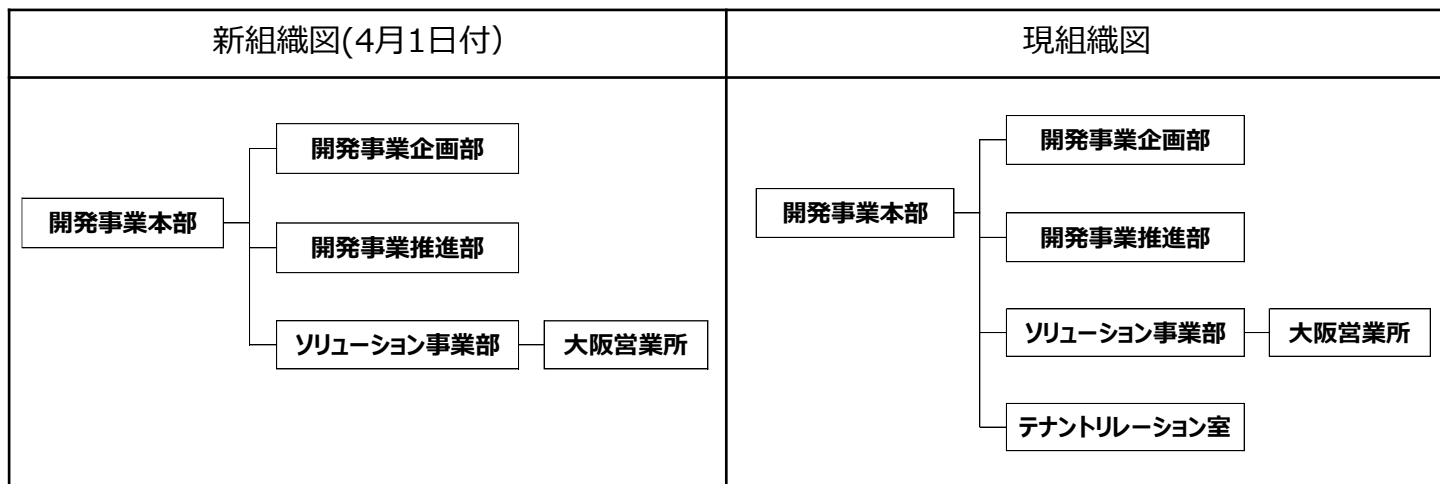 新組織図(4月1日付）
現組織図
開発事業本部
開発事業企画部
開発事業推進部
ソリューション事業部
大阪営業所
開発事業本部
開発事業企画部
開発事業推進部
ソリューション事業部
大阪営業所
テナントリレーション室